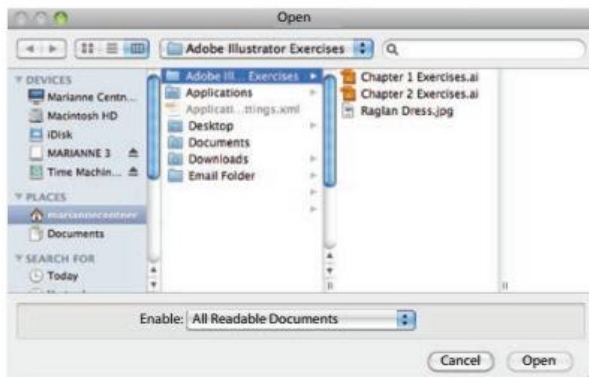 Open
Adobe Illustrator Exercises
DEVICES
Marianne Centn...
Macintosh HD
iDisk
MARIANNE 3
Time Machin...
PLACES
mariannecentner
Documents
SEARCH FOR
Today
Adobe Ill... Exercises
Applications
Applicati...ttings.xml
Desktop
Documents
Downloads
Email Folder
Chapter 1 Exercises.ai
Chapter 2 Exercises.ai
Raglan Dress.jpg
Enable: All Readable Documents
Cancel Open